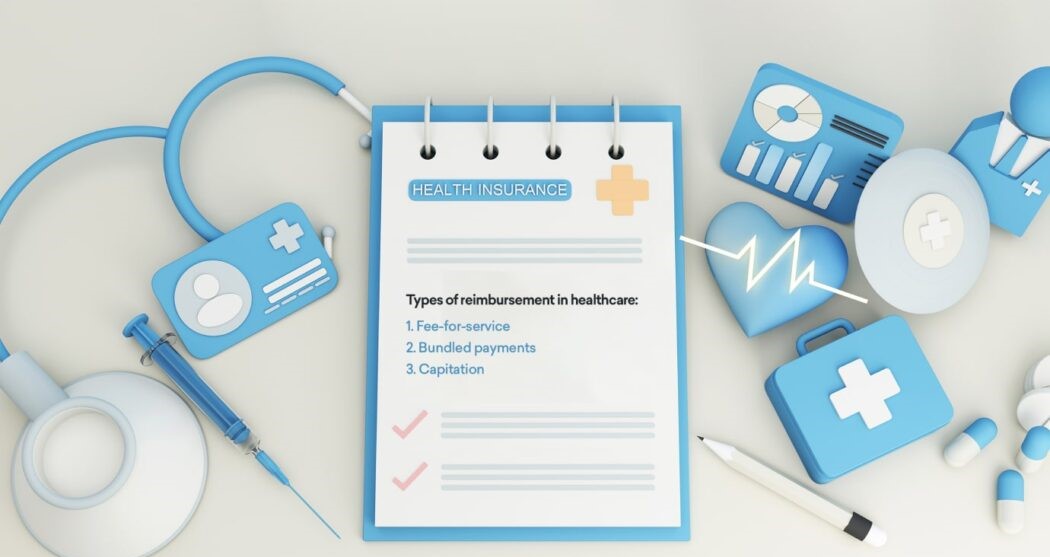 HEALTH INSURANCE
Types of reimbursement in healthcare:
1. Fee-for-service
2. Bundled payments
3. Capitation